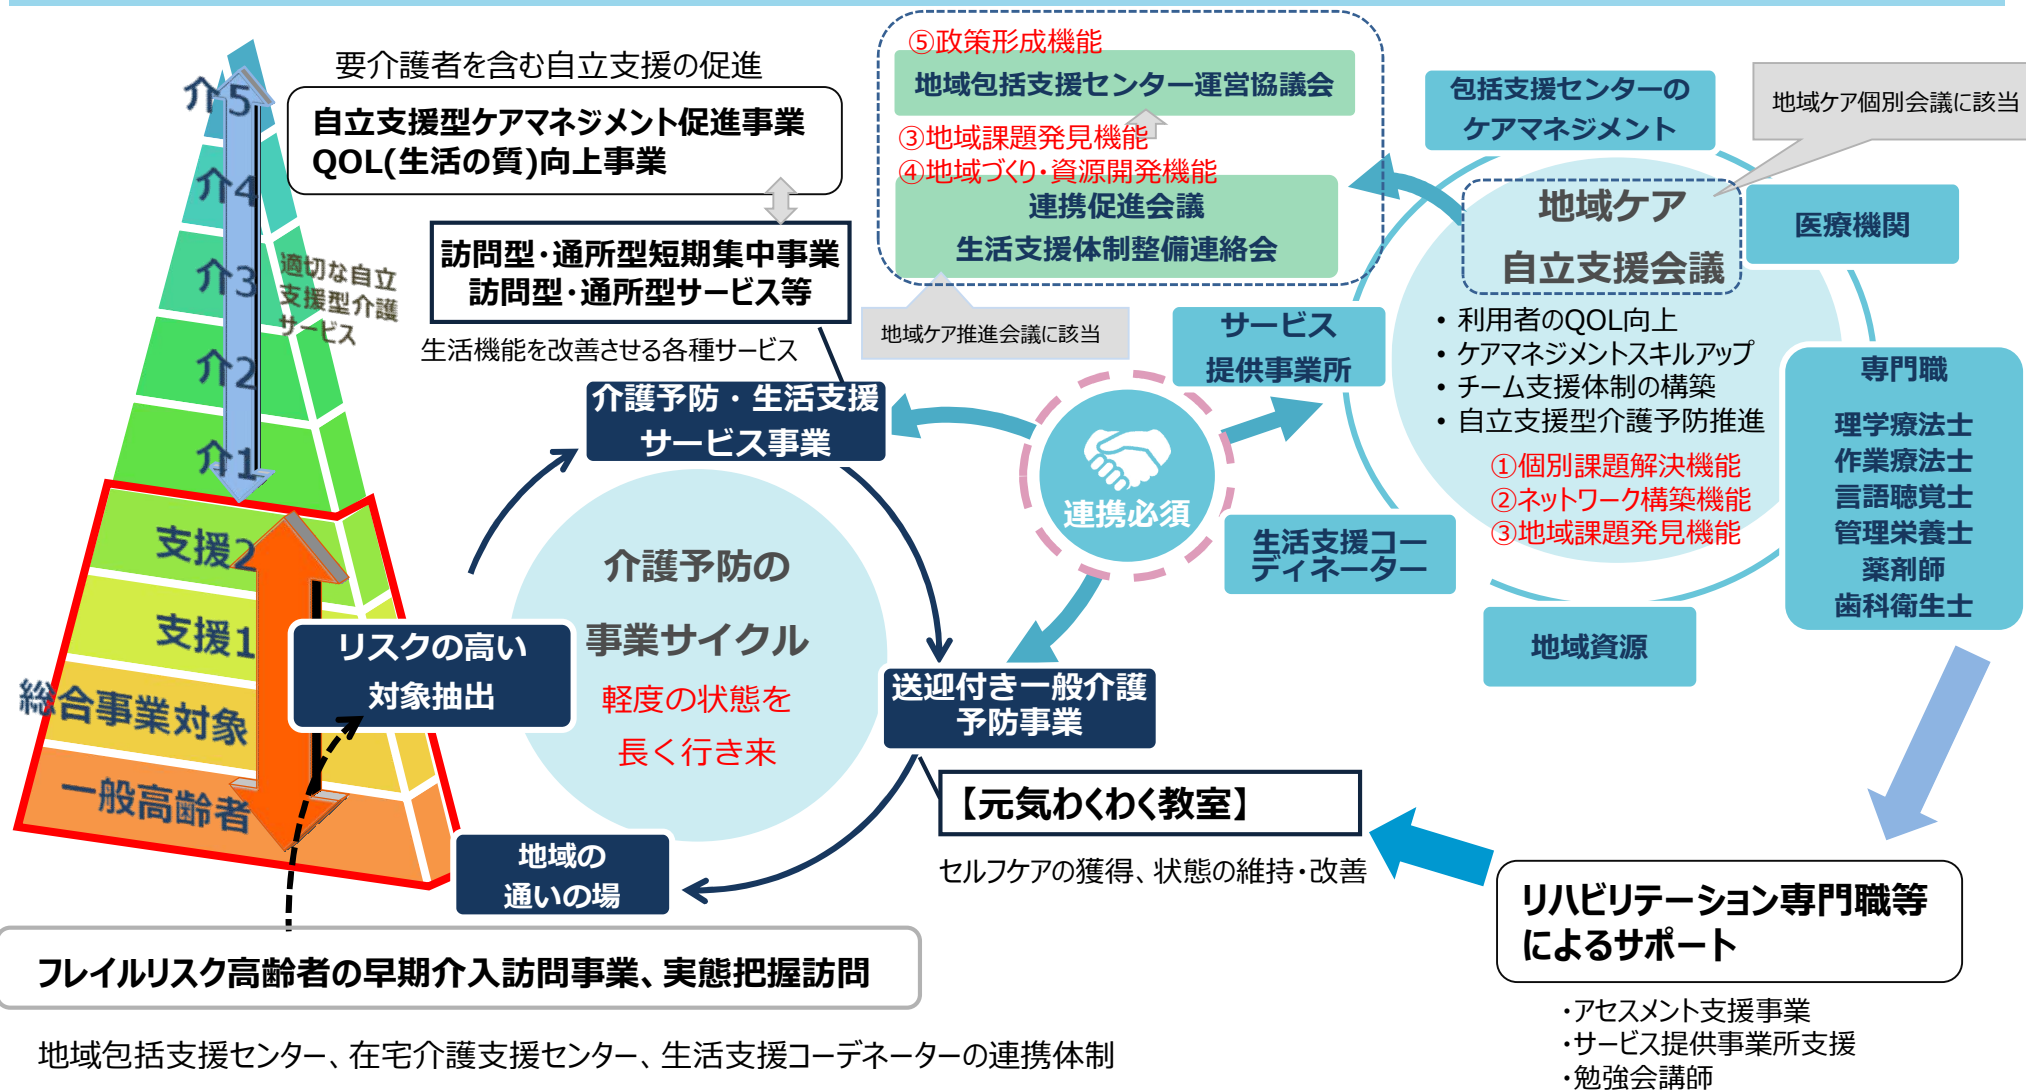 要介護者を含む自立支援の促進
自立支援型ケアマネジメント促進事業
QOL(生活の質)向上事業
介5
介4
介3
介2
介1
支援2
支援1
総合事業対象
一般高齢者
適切な自立
支援型介護
サービス
訪問型・通所型短期集中事業
訪問型・通所型サービス等
生活機能を改善させる各種サービス
⑤政策形成機能
地域包括支援センター運営協議会
③地域課題発見機能
④地域づくり・資源開発機能
連携促進会議
生活支援体制整備連絡会
地域ケア推進会議に該当
包括支援センターの
ケアマネジメント
地域ケア個別会議に該当
地域ケア
自立支援会議
医療機関
• 利用者のQOL向上
• ケアマネジメントスキルアップ
• チーム支援体制の構築
• 自立支援型介護予防推進
①個別課題解決機能
②ネットワーク構築機能
③地域課題発見機能
サービス
提供事業所
専門職
理学療法士
作業療法士
言語聴覚士
管理栄養士
薬剤師
歯科衛生士
生活支援コー
ディネーター
地域資源
連携必須
介護予防・生活支援
サービス事業
介護予防の
事業サイクル
軽度の状態を
長く行き来
リスクの高い
対象抽出
送迎付き一般介護
予防事業
【元気わくわく教室】
セルフケアの獲得、状態の維持・改善
地域の
通いの場
リハビリテーション専門職等
によるサポート
・アセスメント支援事業
・サービス提供事業所支援
・勉強会講師
フレイルリスク高齢者の早期介入訪問事業、実態把握訪問
地域包括支援センター、在宅介護支援センター、生活支援コーデネーターの連携体制